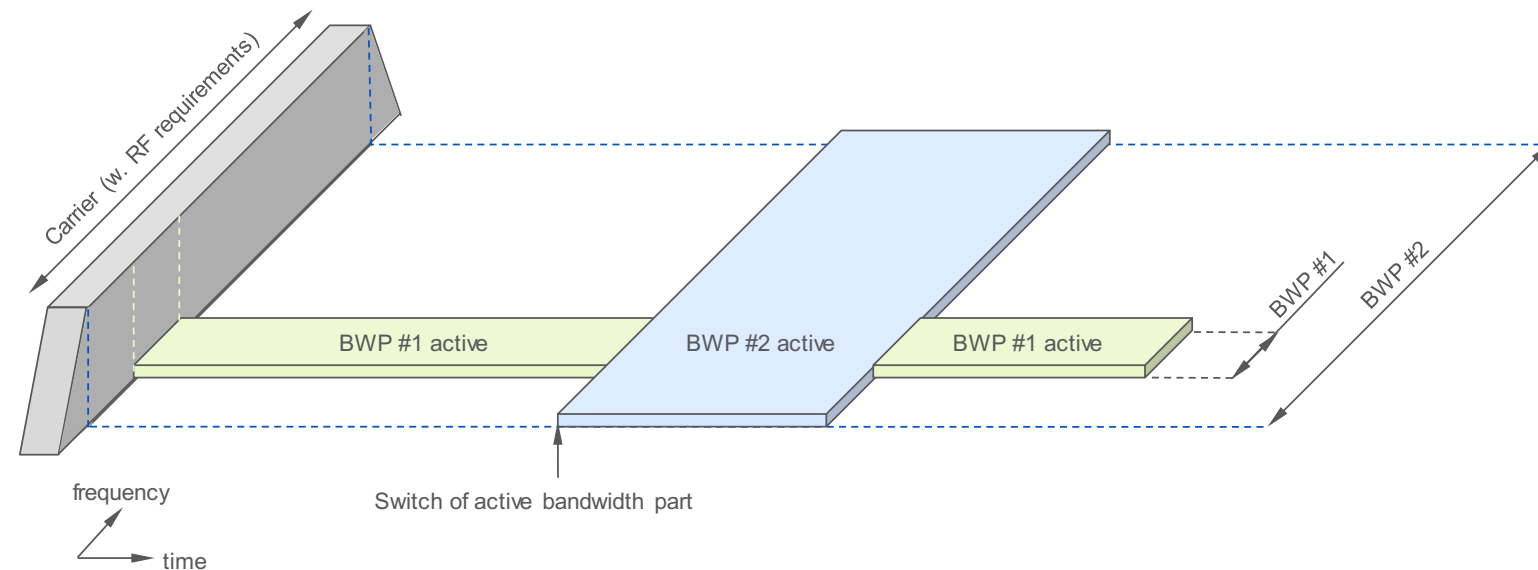 Carrier (w. RF requirements)
BWP #1 active
BWP #2 active
BWP #1 active
BWP #1
BWP #2
Switch of active bandwidth part
frequency
time